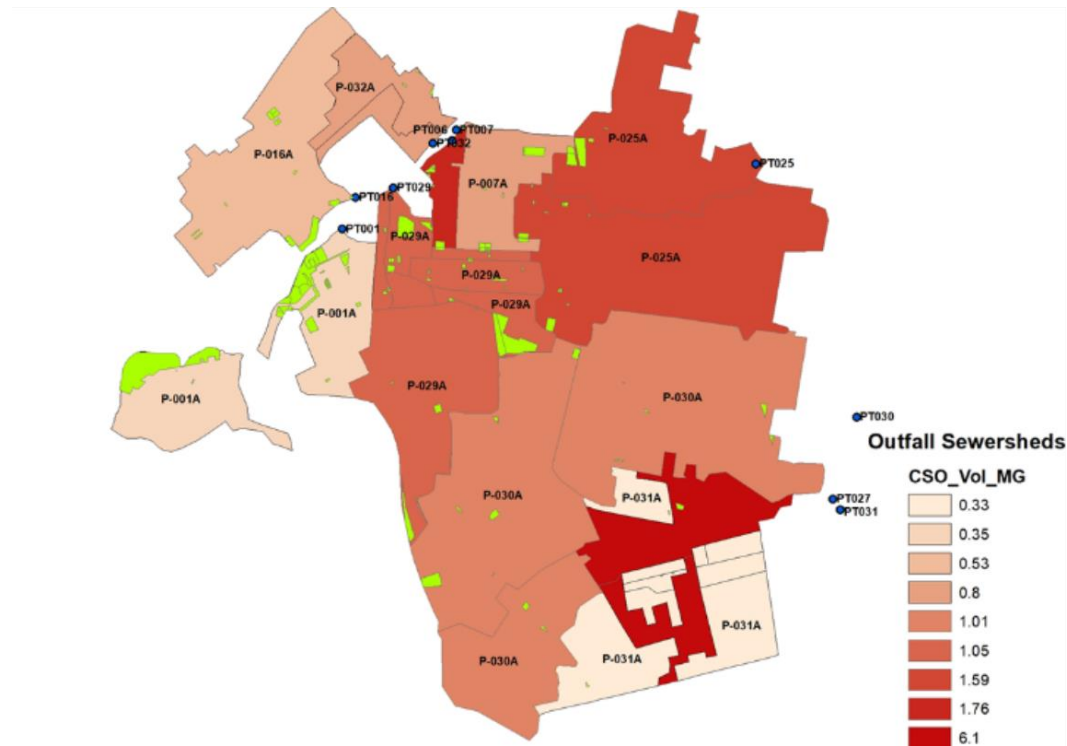 P-032A
PT006
PT007
PT032
P-025A
P-016A
PT025
P-007A
PT029
PT016
PT001
P-029A
P-025A
P-029A
P-029A
P-001A
P-029A
P-001A
P-030A
PT030
Outfall Sewersheds
CSO_Vol_MG
P-030A
P-031A
PT027
PT031
0.33
0.35
0.53
0.8
1.01
1.05
1.59
1.76
6.1
P-031A
P-031A
P-030A